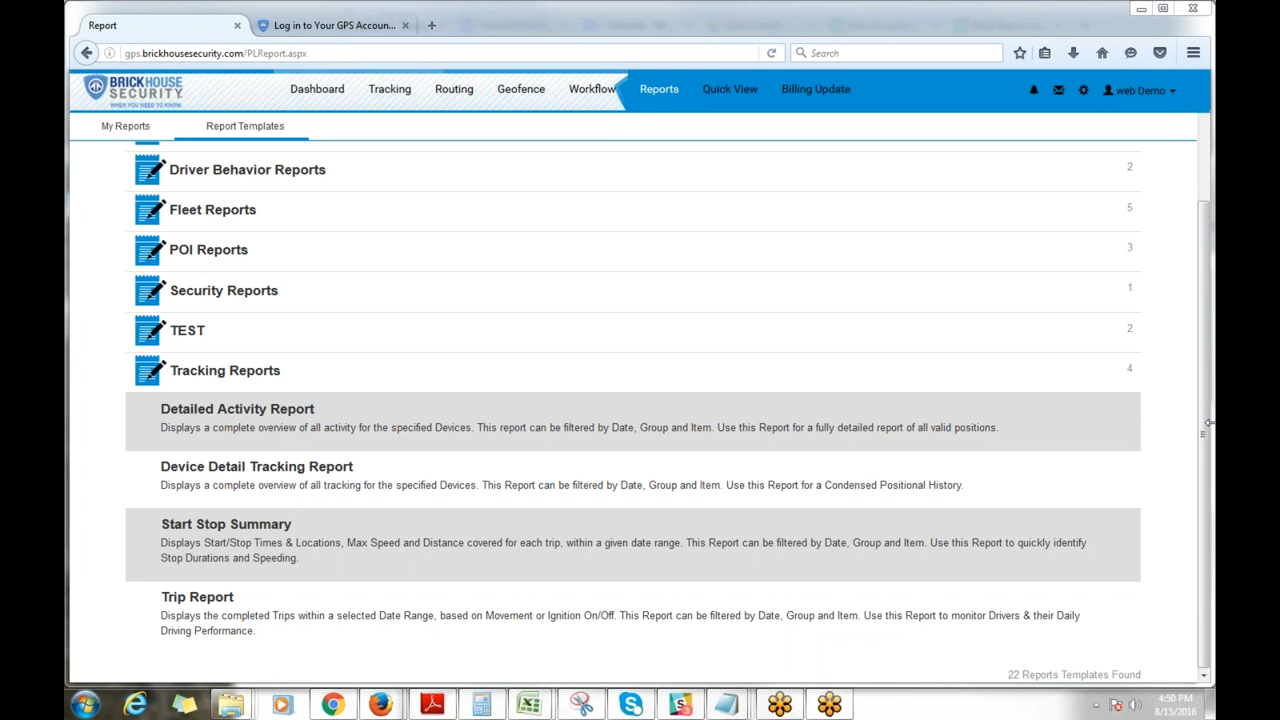 Report
Log in to Your GPS Accoun...
gps.brickhousesecurity.com/PLReport.aspx
Search
BRICKHOUSE
SECURITY
WHEN YOU NEED TO KNOW.
Dashboard
Tracking
Routing
Geofence
Workflow
Reports
Quick View
Billing Update
web Demo
My Reports
Report Templates
Driver Behavior Reports 2
Fleet Reports 5
POI Reports 3
Security Reports 1
TEST 2
Tracking Reports 4
Detailed Activity Report
Displays a complete overview of all activity for the specified Devices. This report can be filtered by Date, Group and Item. Use this Report for a fully detailed report of all valid positions.
Device Detail Tracking Report
Displays a complete overview of all tracking for the specified Devices. This Report can be filtered by Date, Group and Item. Use this Report for a Condensed Positional History.
Start Stop Summary
Displays Start/Stop Times & Locations, Max Speed and Distance covered for each trip, within a given date range. This Report can be filtered by Date, Group and Item. Use this Report to quickly identify
Stop Durations and Speeding.
Trip Report
Displays the completed Trips within a selected Date Range, based on Movement or Ignition On/Off. This Report can be filtered by Date, Group and Item. Use this Report to monitor Drivers & their Daily
Driving Performance.
22 Reports Templates Found
4:50 PM
8/15/2016